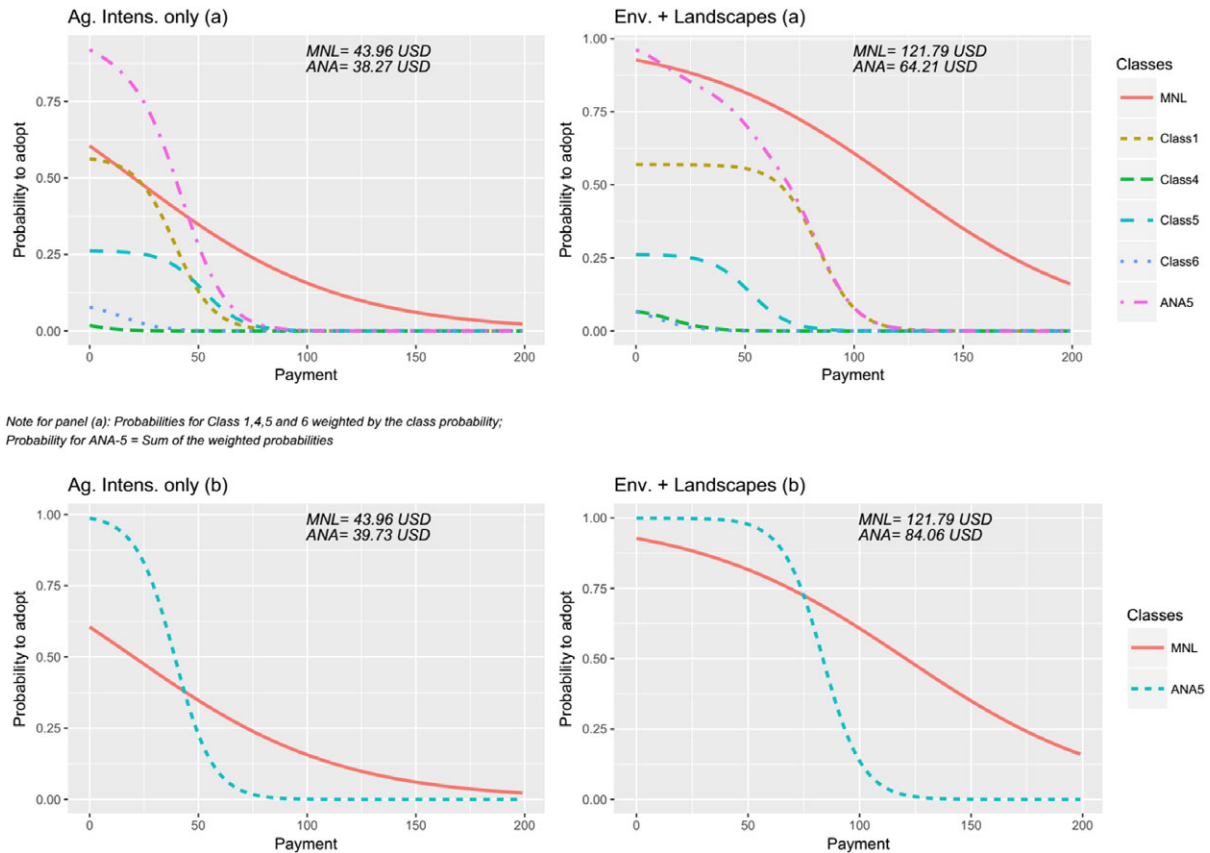 Ag. Intens. only (a)
MNL= 43.96 USD
ANA= 38.27 USD
Probability to adopt
0.75
0.50
0.25
0.00
0
50
100
150
200
Payment
Env. + Landscapes (a)
MNL= 121.79 USD
ANA= 64.21 USD
Probability to adopt
1.00
0.75
0.50
0.25
0.00
0
50
100
150
200
Payment
Classes
MNL
Class1
Class4
Class5
Class6
ANA5
Note for panel (a): Probabilities for Class 1,4,5 and 6 weighted by the class probability;
Probability for ANA-5 = Sum of the weighted probabilities
Ag. Intens. only (b)
MNL= 43.96 USD
ANA= 39.73 USD
Probability to adopt
1.00
0.75
0.50
0.25
0.00
0
50
100
150
200
Payment
Env. + Landscapes (b)
MNL= 121.79 USD
ANA= 84.06 USD
Probability to adopt
1.00
0.75
0.50
0.25
0.00
0
50
100
150
200
Payment
Classes
MNL
ANA5